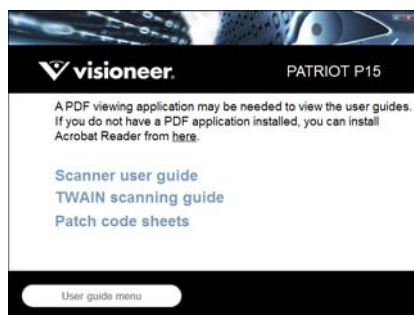 visioneer.
PATRIOT P15
A PDF viewing application may be needed to view the user guides.
If you do not have a PDF application installed, you can install
Acrobat Reader from here.
Scanner user guide
TWAIN scanning guide
Patch code sheets
User guide menu